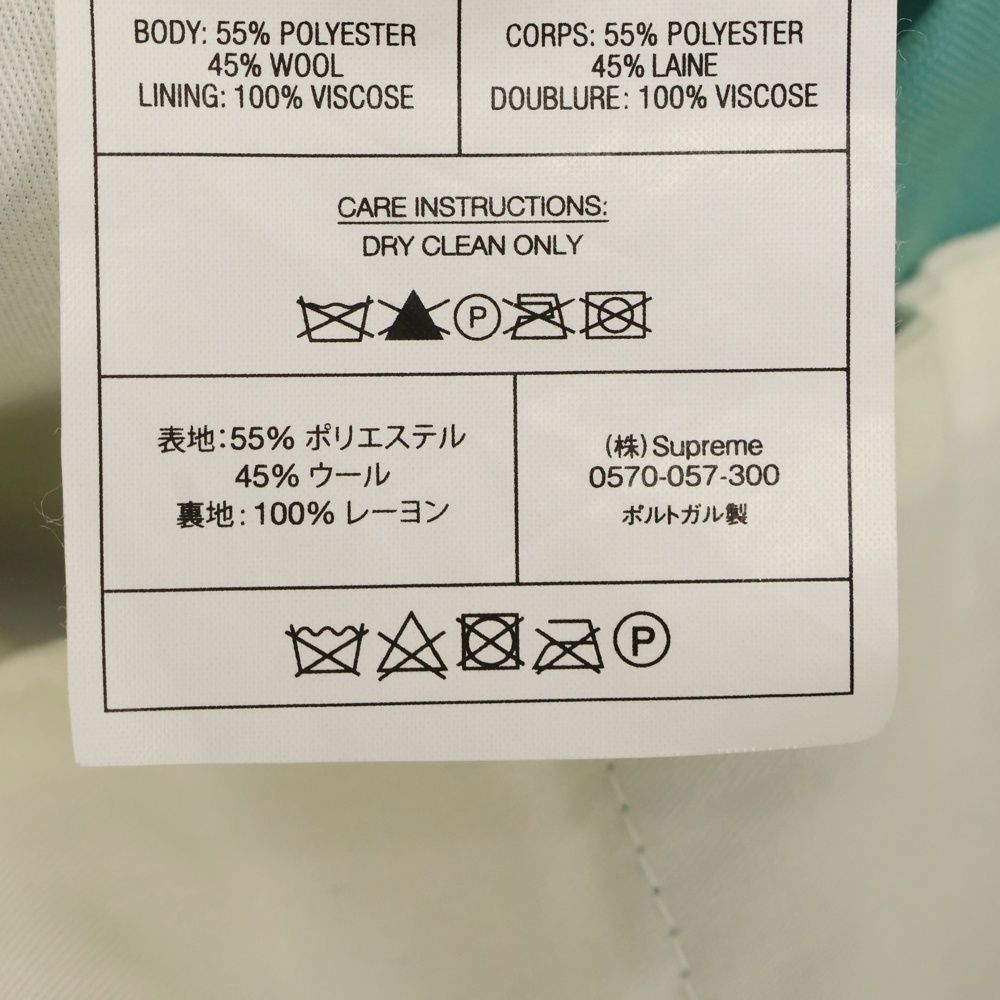 BODY: 55% POLYESTER
45% WOOL
LINING: 100% VISCOSE
CORPS: 55% POLYESTER
45% LAINE
DOUBLURE: 100% VISCOSE
CARE INSTRUCTIONS:
DRY CLEAN ONLY
P
表地:55% ポリエステル
45% ウール
裏地:100% レーヨン
(株)Supreme
0570-057-300
ポルトガル製
P